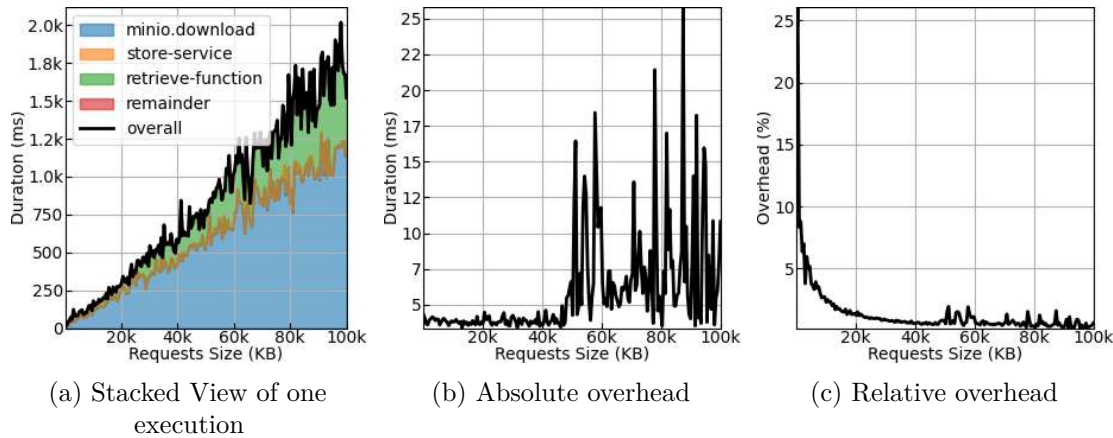 2.0k
1.8k
1.5k
1.2k
1.0k
750
500
250
0
Duration (ms)
minio.download
store-service
retrieve-function
remainder
overall
20k 40k 60k 80k 100k
Requests Size (KB)
(a) Stacked View of one
execution
25
22
20
17
15
12
10
7
5
Duration (ms)
20k 40k 60k 80k 100k
Requests Size (KB)
(b) Absolute overhead
25
20
15
10
5
Overhead (%)
20k 40k 60k 80k 100k
Requests Size (KB)
(c) Relative overhead